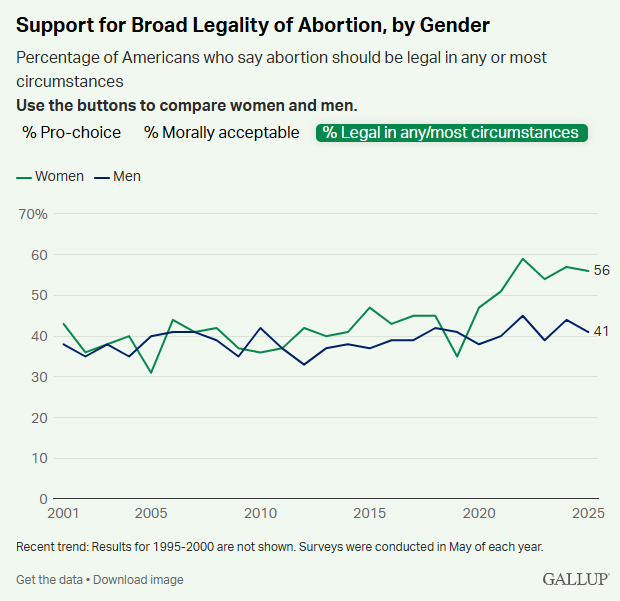 Support for Broad Legality of Abortion, by Gender
Percentage of Americans who say abortion should be legal in any or most
circumstances
Use the buttons to compare women and men.
% Pro-choice % Morally acceptable % Legal in any/most circumstances
Women Men
70%
60
50
40
30
20
10
0
56
41
2001 2005 2010 2015 2020 2025
Recent trend: Results for 1995-2000 are not shown. Surveys were conducted in May of each year.
Get the data • Download image GALLUP®